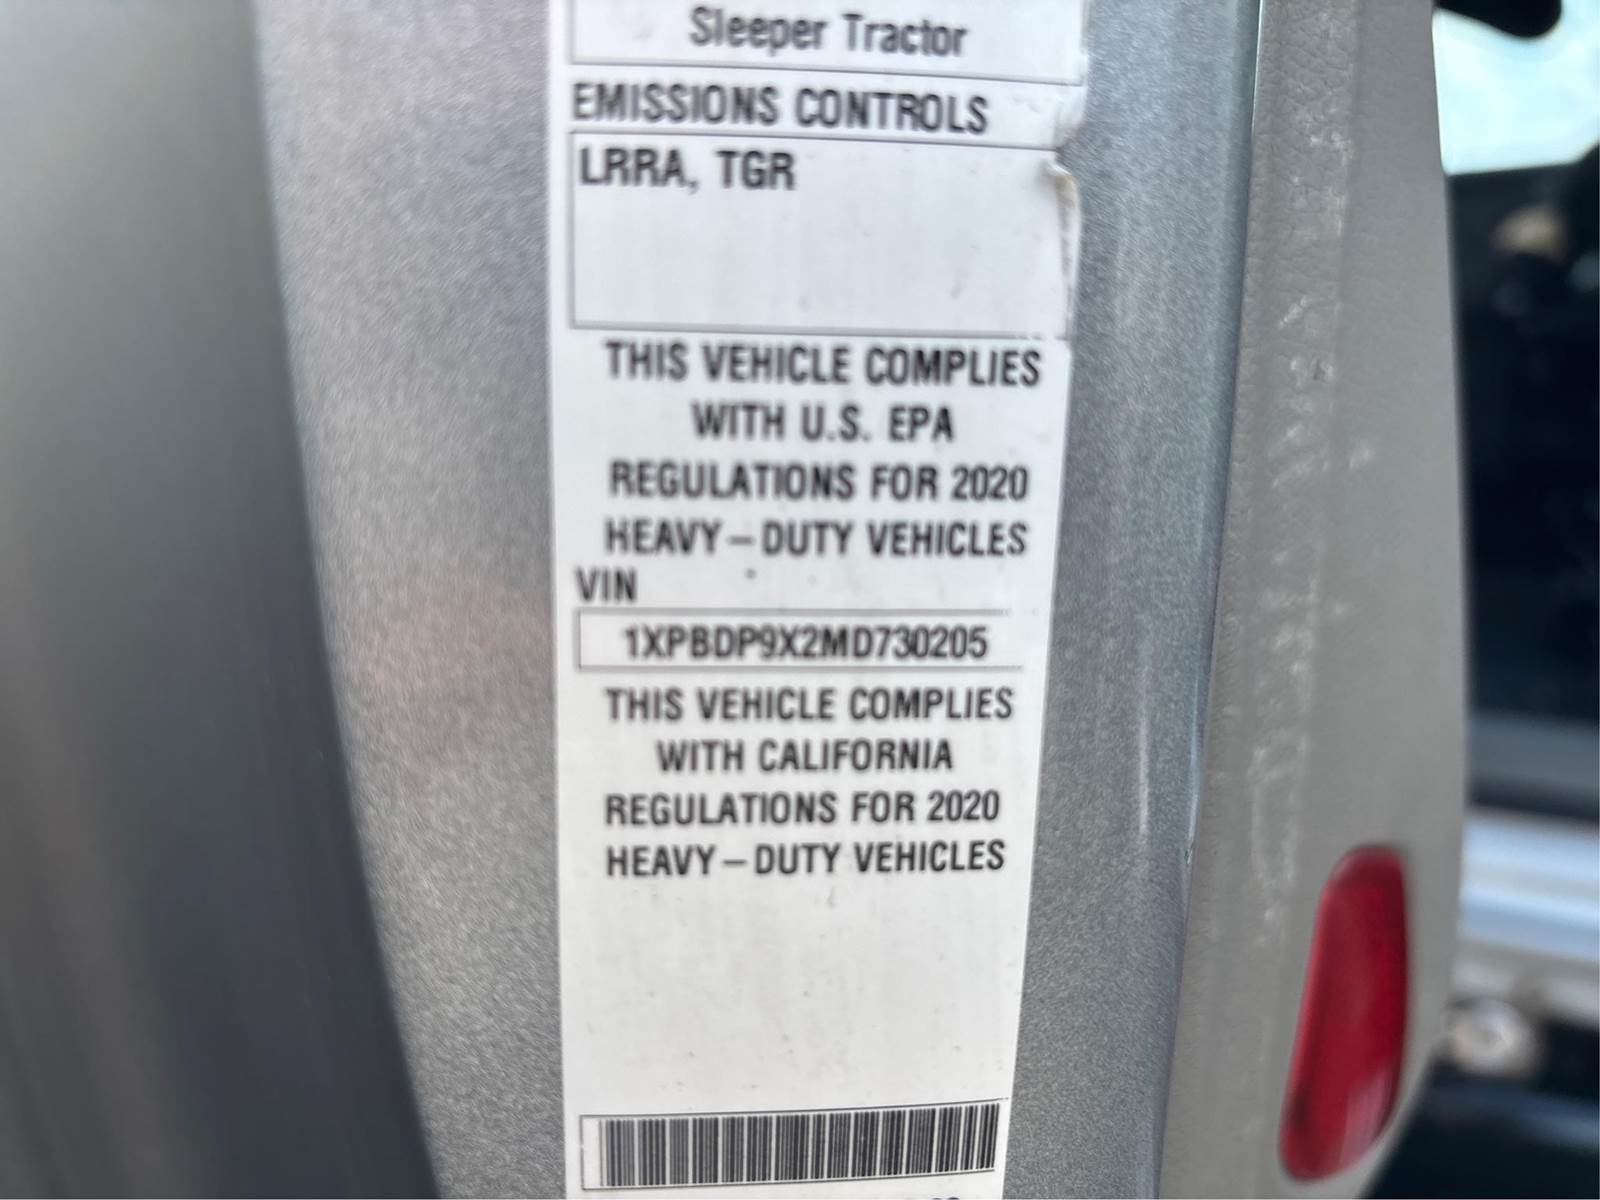 Sleeper Tractor
EMISSIONS CONTROLS
LRRA, TGR
THIS VEHICLE COMPLIES
WITH U.S. EPA
REGULATIONS FOR 2020
HEAVY–DUTY VEHICLES
VIN
1XPBDP9X2MD730205
THIS VEHICLE COMPLIES
WITH CALIFORNIA
REGULATIONS FOR 2020
HEAVY–DUTY VEHICLES